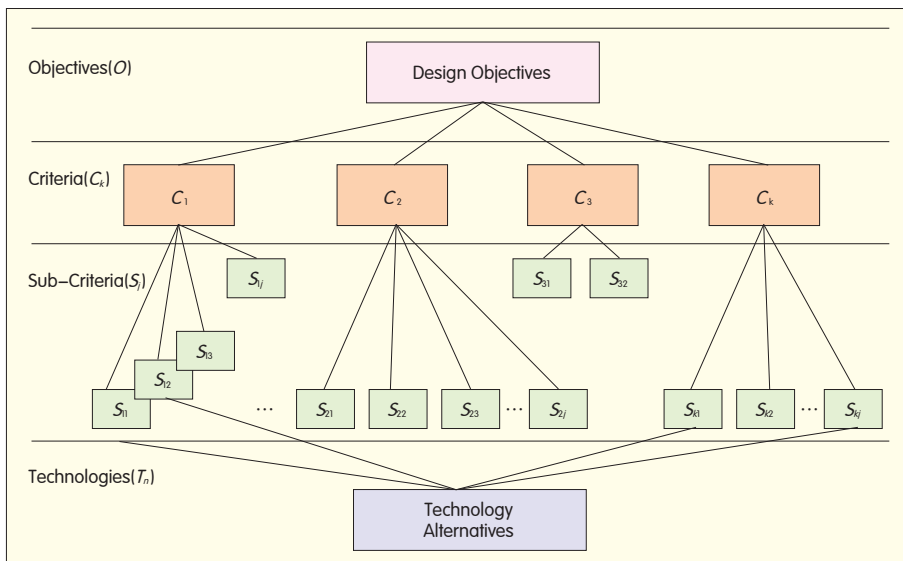 Objectives(O)
Design Objectives
Criteria(Cₖ)
C₁
C₂
C₃
Cₖ
Sub-Criteria(Sⱼ)
S₁ⱼ
S₃₁
S₃₂
S₁₃
S₁₂
S₁₁
...
S₂₁
S₂₂
S₂₃
...
S₂ⱼ
Sₖ₁
Sₖ₂
...
Sₖⱼ
Technologies(Tₙ)
Technology
Alternatives